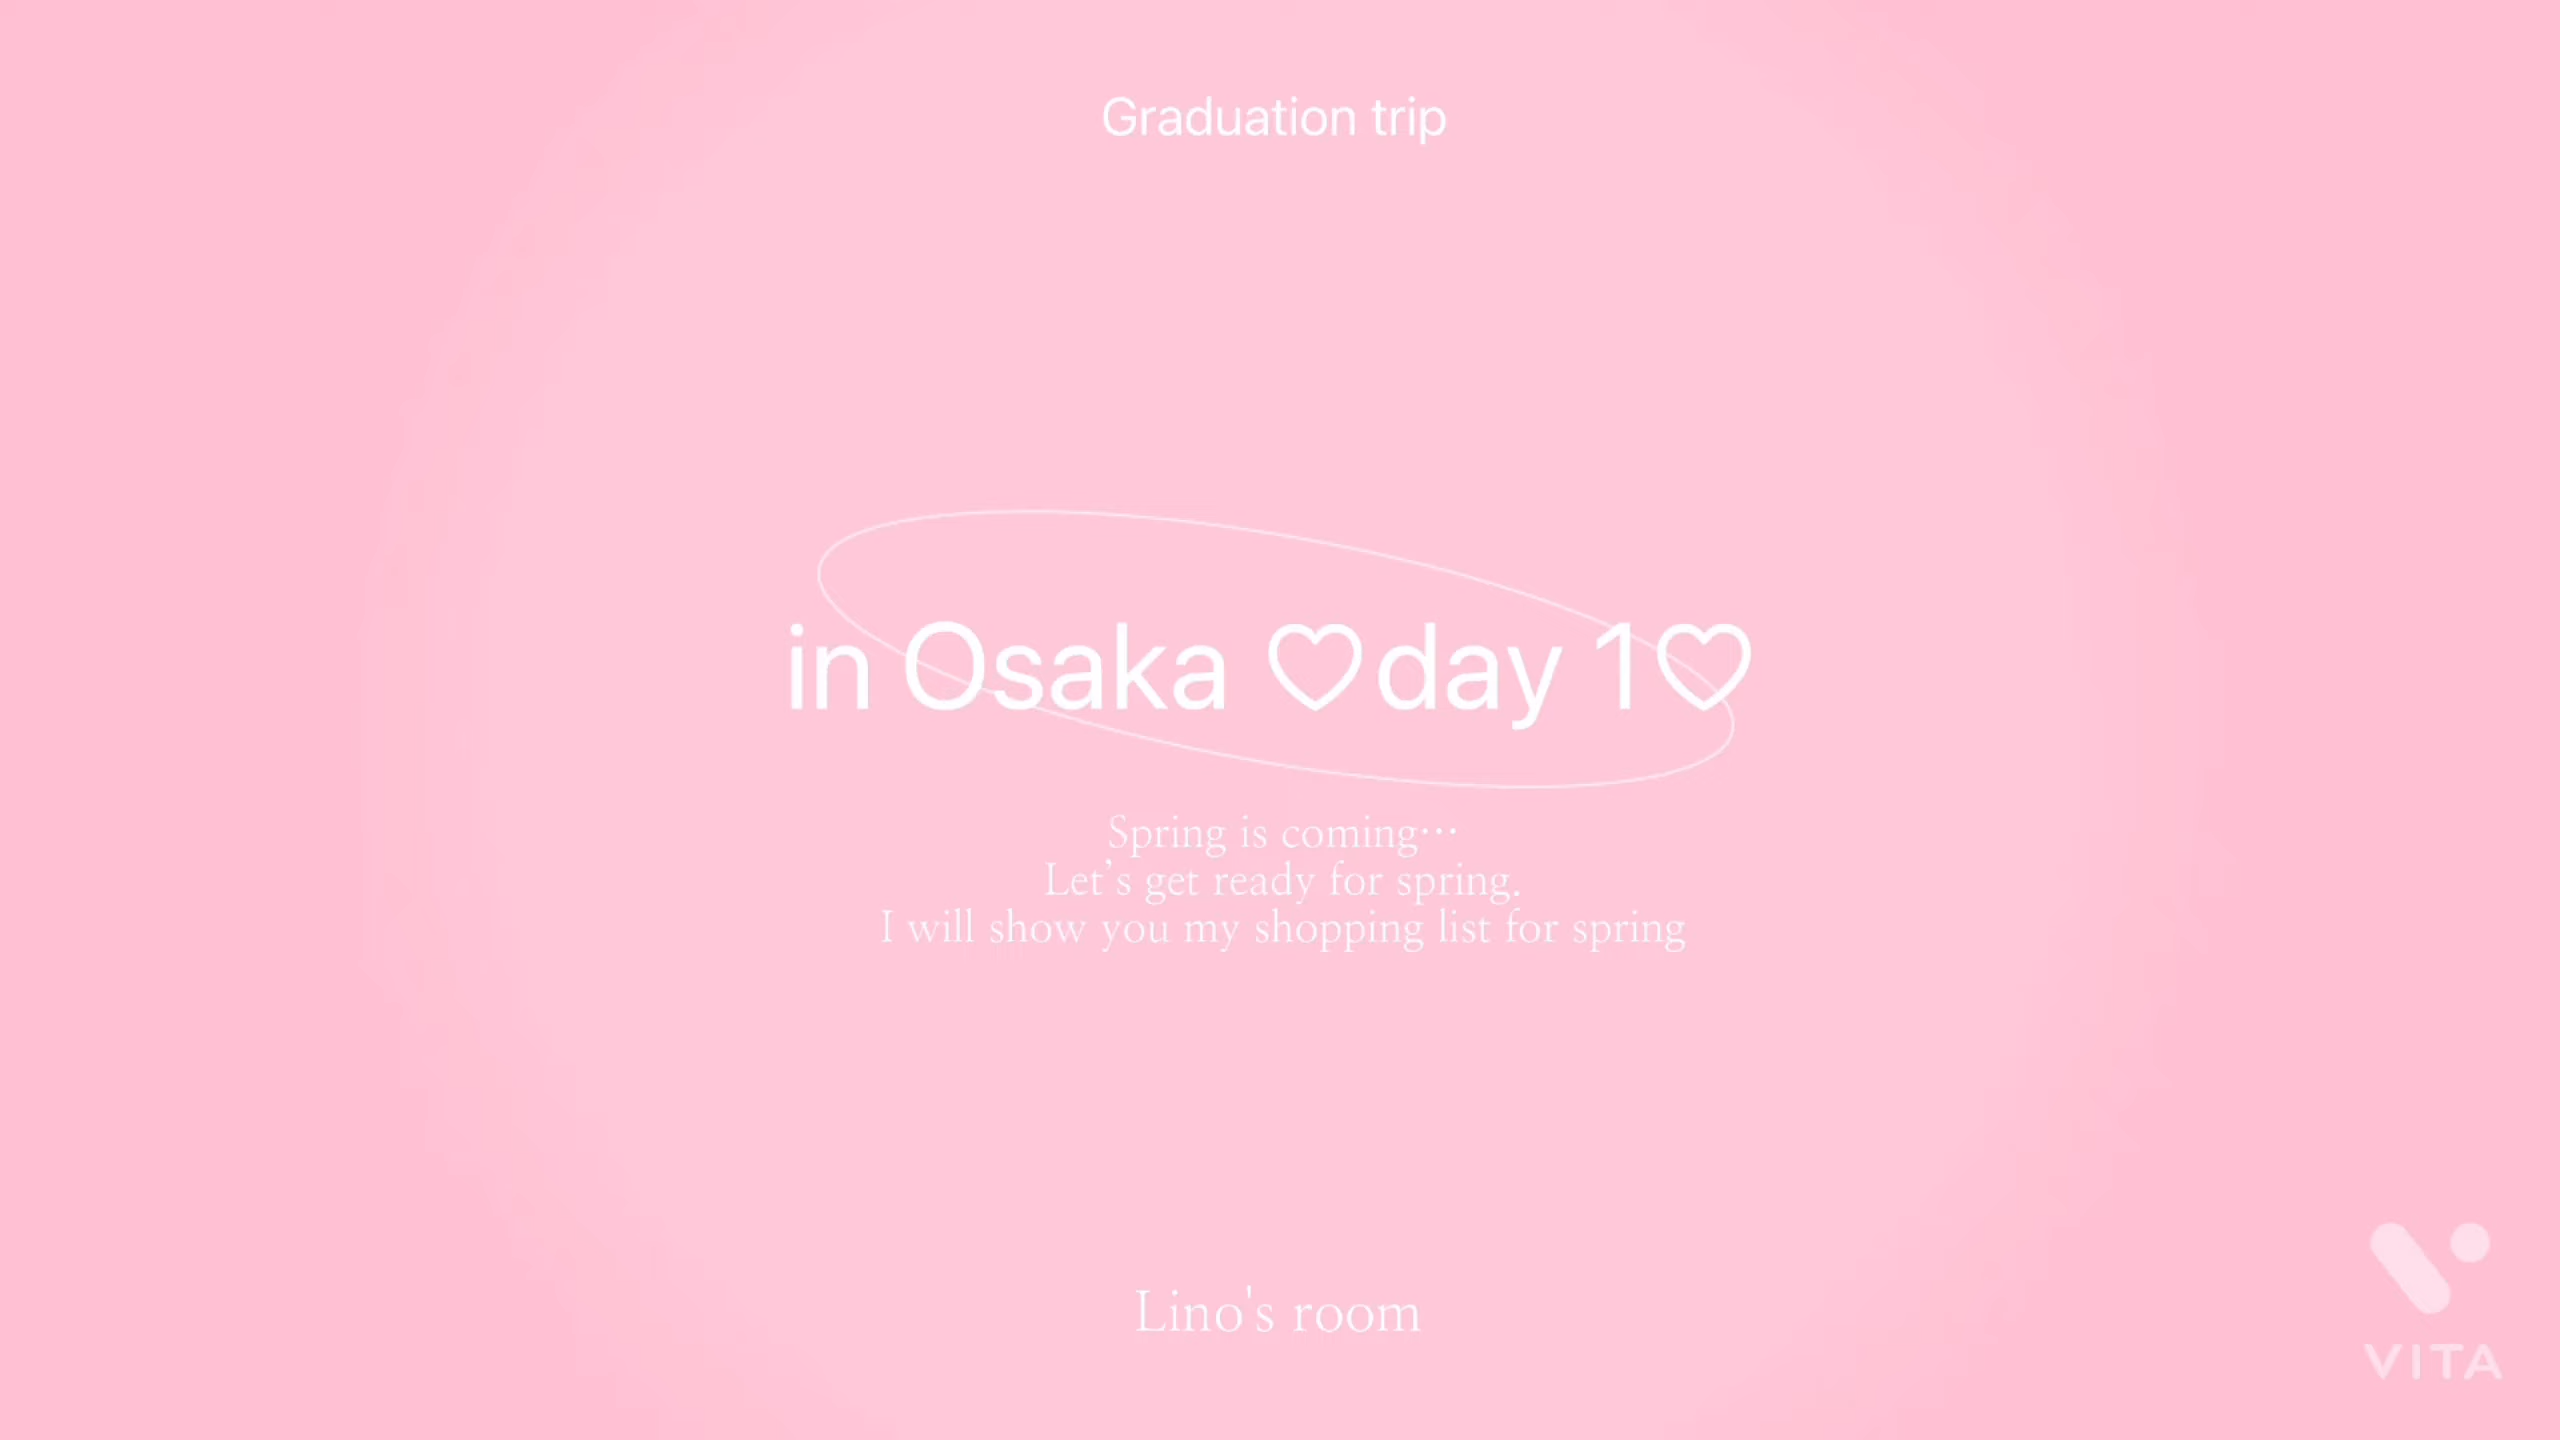 Graduation trip
in Osaka ♡day 1♡
Spring is coming⋯
Let’s get ready for spring.
I will show you my shopping list for spring
Lino's room
VITA